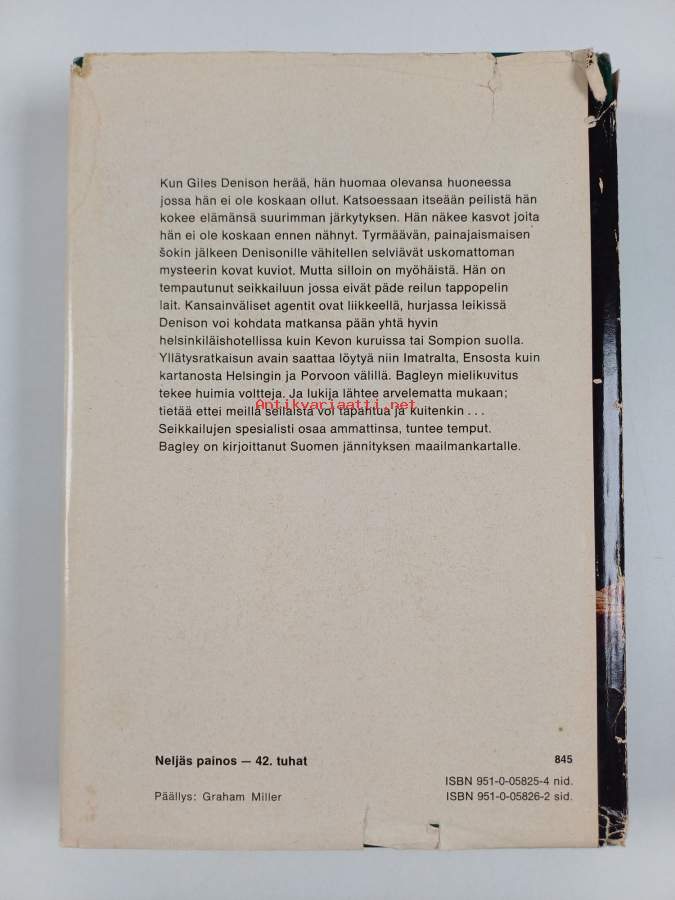 Kun Giles Denison herää, hän huomaa olevansa huoneessa
jossa hän ei ole koskaan ollut. Katsoessaan itseään peilistä hän
kokee elämänsä suurimman järkytyksen. Hän näkee kasvot joita
hän ei ole koskaan ennen nähnyt. Tyrmäävän, painajaismaisen
šokin jälkeen Denisonille vähitellen selviävät uskomattoman
mysteerin kovat kuviot. Mutta silloin on myöhäistä. Hän on
tempautunut seikkailuun jossa eivät päde reilun tappopelin
lait. Kansainväliset agentit ovat liikkeellä, hurjassa leikissä
Denison voi kohdata matkansa pään yhtä hyvin
helsinkiläishotellissa kuin Kevon kuruissa tai Sompion suolla.
Yllätysratkaisun avain saattaa löytyä niin Imatralta, Ensosta kuin
kartanosta Helsingin ja Porvoon välillä. Bagleyn mielikuvitus
tekee huimia voltteja. Ja lukija lähtee arvelematta mukaan;
Antikvariaatti.net
tietää ettei meillä sellaista voi tapahtua ja kuitenkin . . .
Seikkailujen spesialisti osaa ammattinsa, tuntee temput.
Bagley on kirjoittanut Suomen jännityksen maailmankartalle.
Neljäs painos — 42. tuhat
845
ISBN 951-0-05825-4 nid.
Päällys: Graham Miller
ISBN 951-0-05826-2 sid.